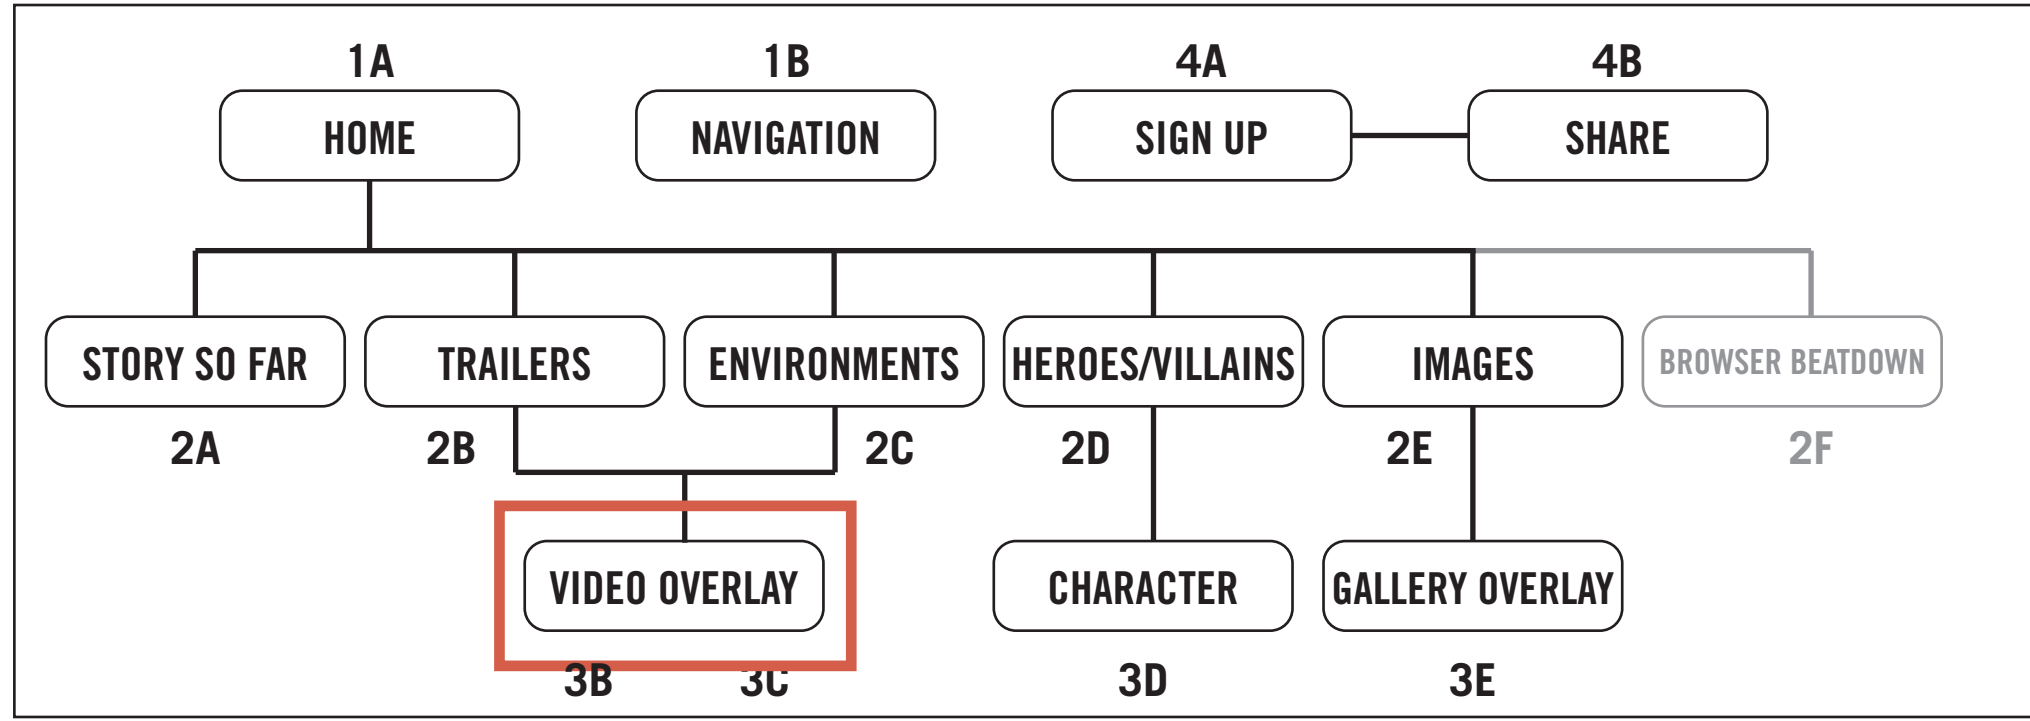 1A
1B
4A
4B
HOME
NAVIGATION
SIGN UP
SHARE
STORY SO FAR
TRAILERS
ENVIRONMENTS
HEROES/VILLAINS
IMAGES
BROWSER BEATDOWN
2A
2B
2C
2D
2E
2F
VIDEO OVERLAY
CHARACTER
GALLERY OVERLAY
3B
3C
3D
3E